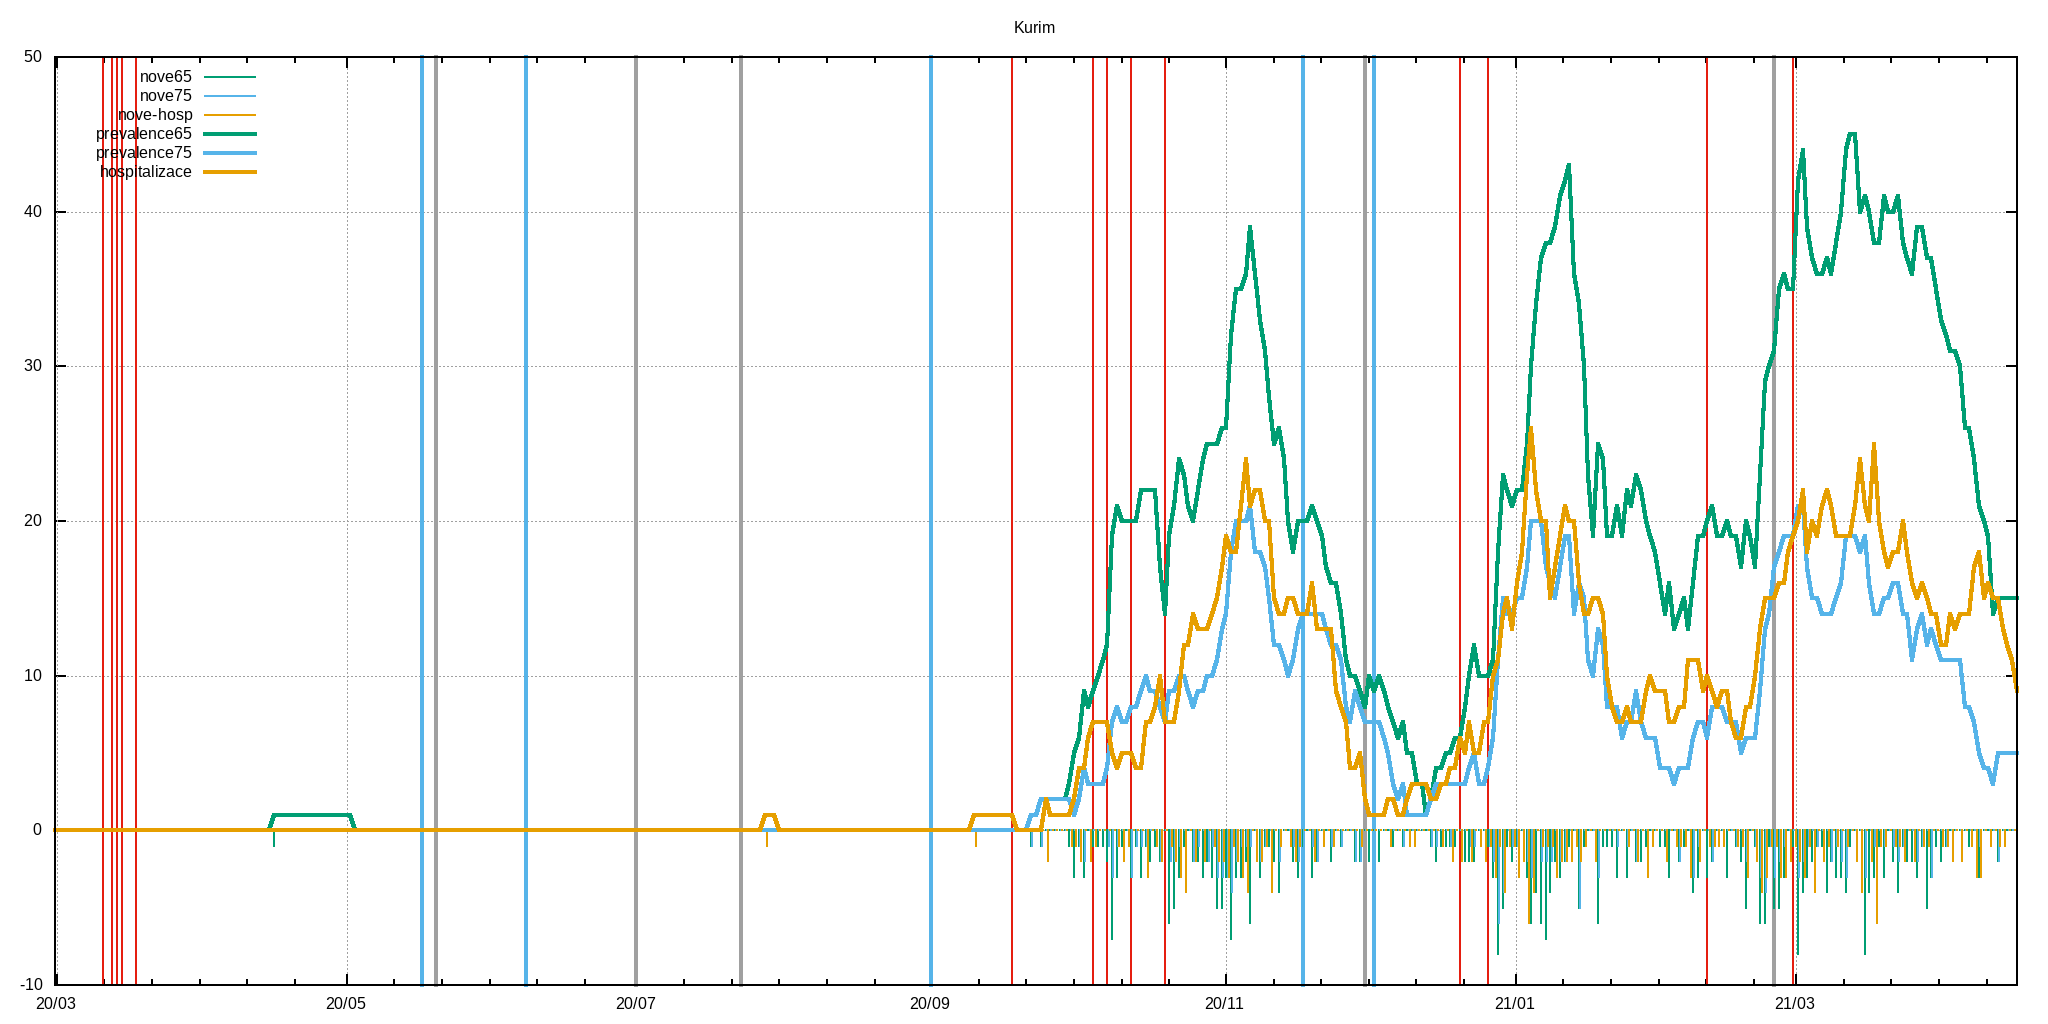 Kurim
50
nove65
nove75
nove-hosp
prevalence65
prevalence75
hospitalizace
40
30
20
10
0
-10
20/03 20/05 20/07 20/09 20/11 21/01 21/03